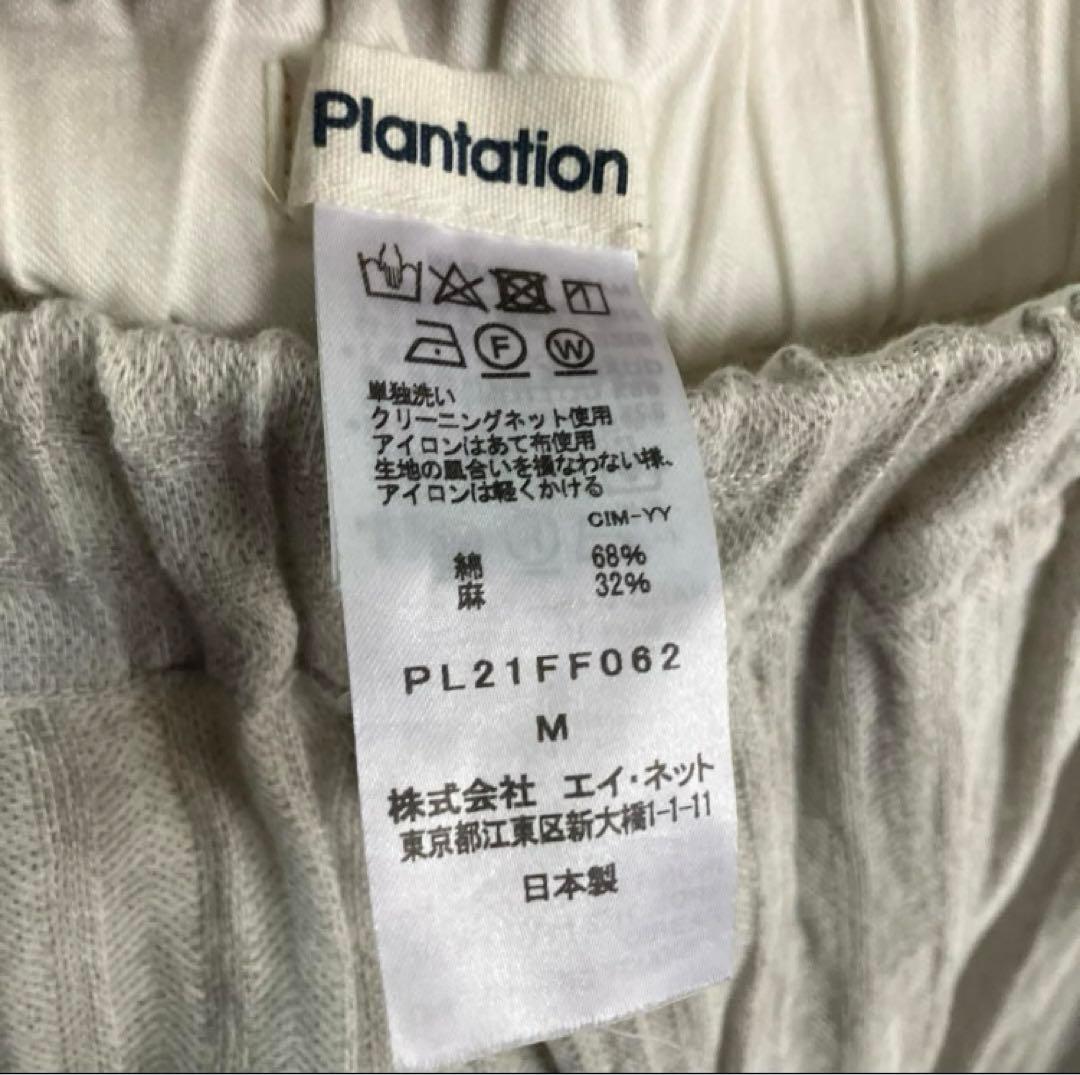 Plantation
F W
単独洗い
クリーニングネット使用
アイロンはあて布使用
生地の風合いを損なわない様、
アイロンは軽くかける
CIM-YY
綿 68%
麻 32%
PL21FF062
M
株式会社 エイ・ネット
東京都江東区新大橋1-1-11
日本製